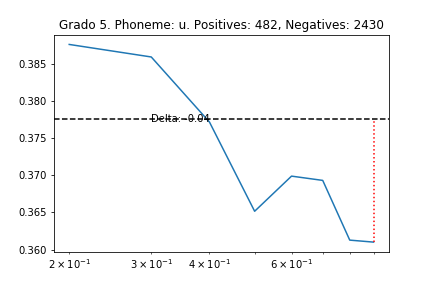 Grado 5. Phoneme: u. Positives: 482, Negatives: 2430
0.385
0.380
Delta: -0.04
0.375
0.370
0.365
0.360
2 × 10⁻¹ 3 × 10⁻¹ 4 × 10⁻¹ 6 × 10⁻¹